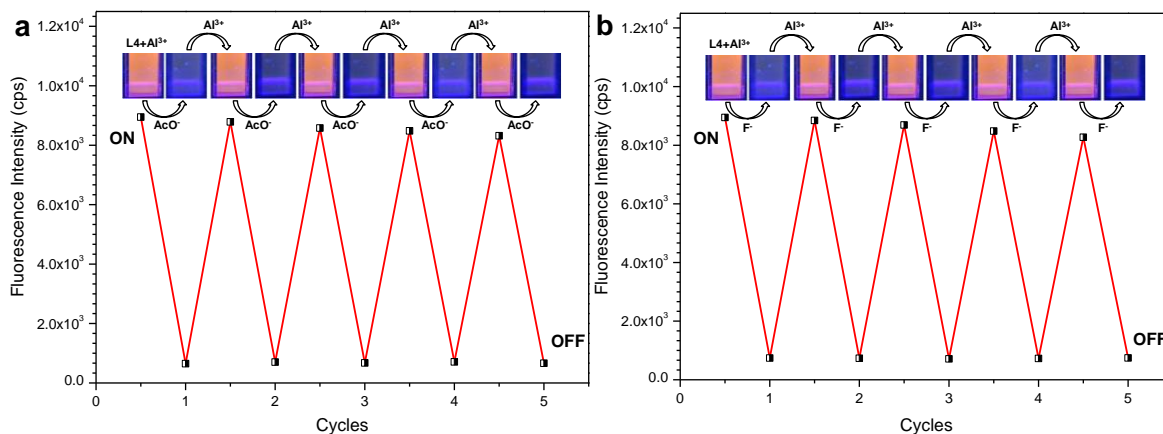 a
Fluorescence Intensity (cps)
1.2x10⁴
1.0x10⁴
8.0x10³
6.0x10³
4.0x10³
2.0x10³
0.0
L4+Al³⁺
Al³⁺ Al³⁺ Al³⁺ Al³⁺
AcO⁻ AcO⁻ AcO⁻ AcO⁻ AcO⁻
ON
OFF
0 1 2 3 4 5
Cycles
b
Fluorescence Intensity (cps)
1.20x10⁴
1.00x10⁴
8.0x10³
6.0x10³
4.0x10³
2.0x10³
0.0
L4+Al³⁺
Al³⁺ Al³⁺ Al³⁺ Al³⁺
F⁻ F⁻ F⁻ F⁻ F⁻
ON
OFF
0 1 2 3 4 5
Cycles